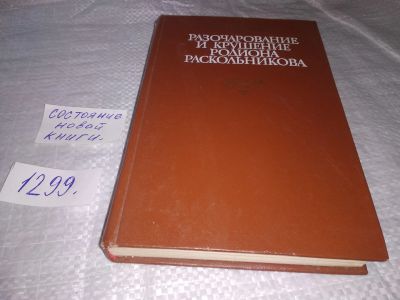 РАЗОЧАРОВАНИЕ
И КРУШЕНИЕ
РОДИОНА
РАСКОЛЬНИКОВА
состояние
новой
книги.
1299.